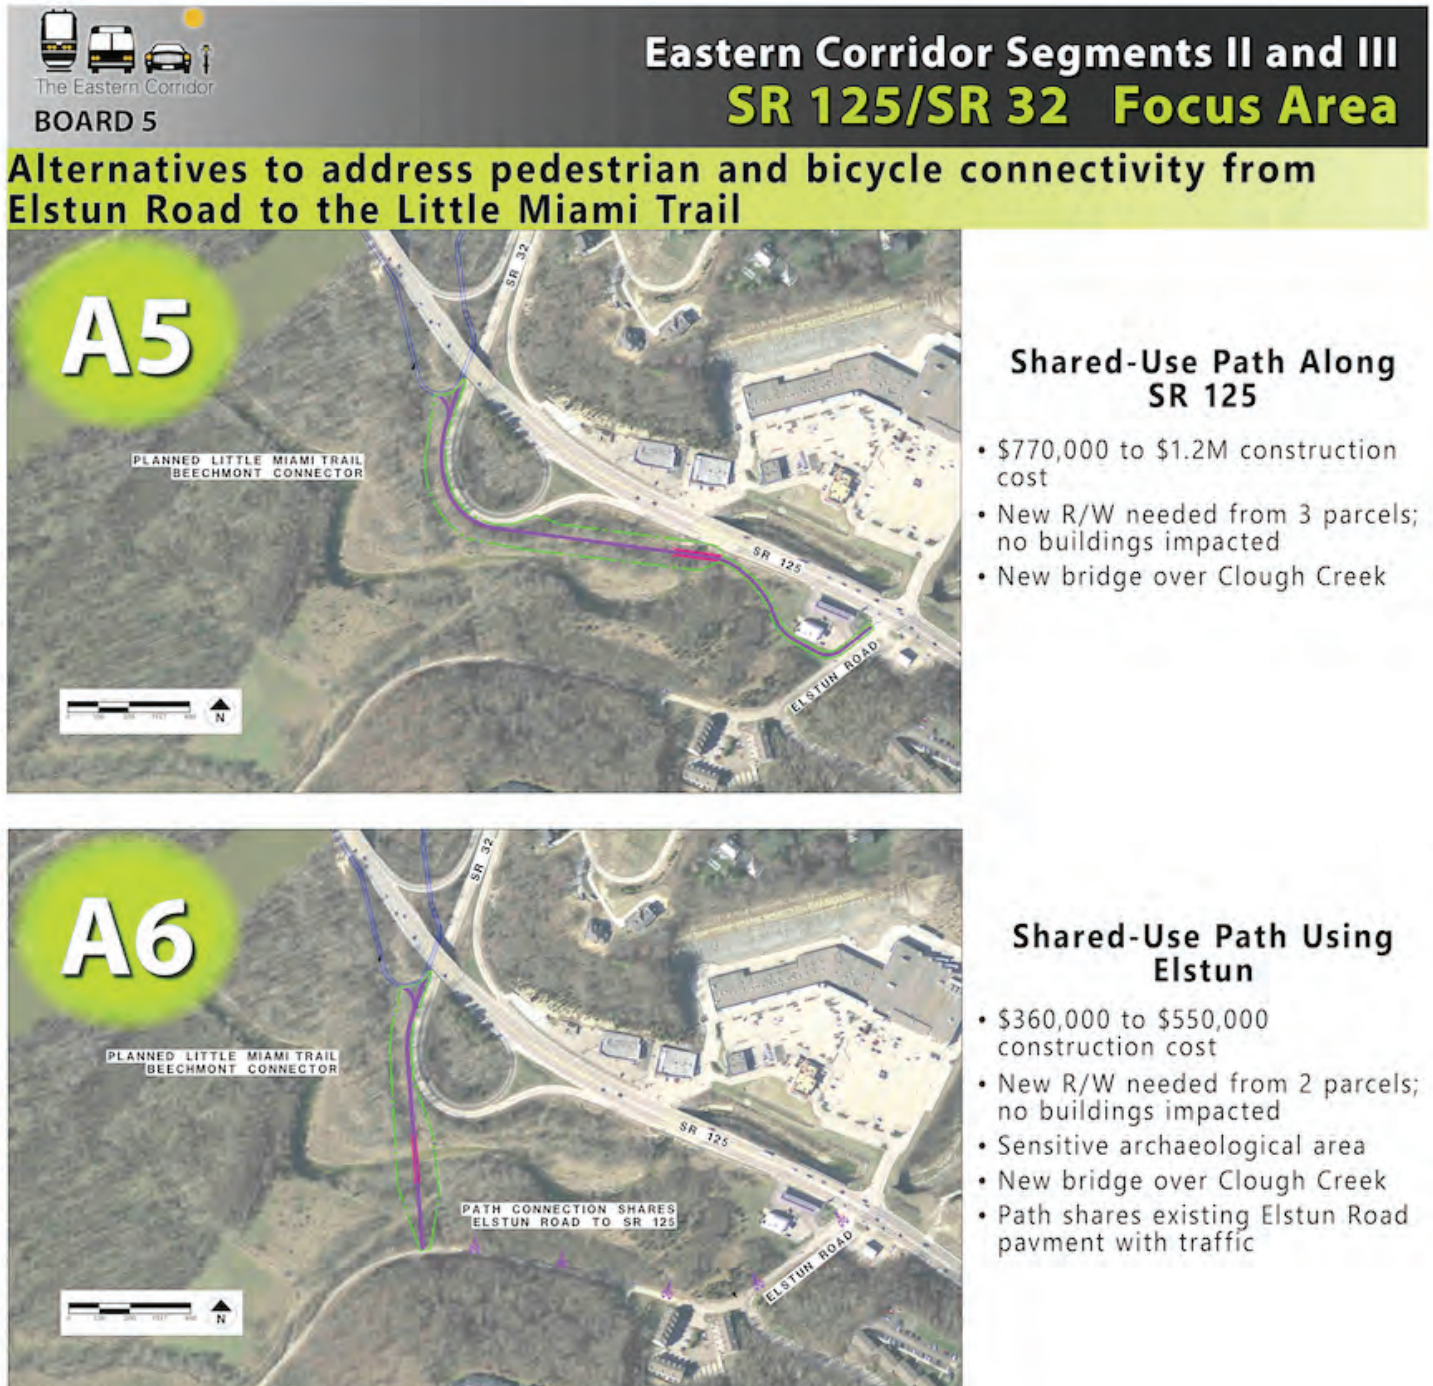 The Eastern Corridor
BOARD 5
Eastern Corridor Segments II and III
SR 125/SR 32 Focus Area
Alternatives to address pedestrian and bicycle connectivity from
Elstun Road to the Little Miami Trail
A5
SR 32
PLANNED LITTLE MIAMI TRAIL
BEECHMONT CONNECTOR
SR 125
ELSTUN ROAD
N
Shared-Use Path Along
SR 125
• $770,000 to $1.2M construction
cost
• New R/W needed from 3 parcels;
no buildings impacted
• New bridge over Clough Creek
A6
SR 32
PLANNED LITTLE MIAMI TRAIL
BEECHMONT CONNECTOR
SR 125
PATH CONNECTION SHARES
ELSTUN ROAD TO SR 125
ELSTUN ROAD
N
Shared-Use Path Using
Elstun
• $360,000 to $550,000
construction cost
• New R/W needed from 2 parcels;
no buildings impacted
• Sensitive archaeological area
• New bridge over Clough Creek
• Path shares existing Elstun Road
pavment with traffic